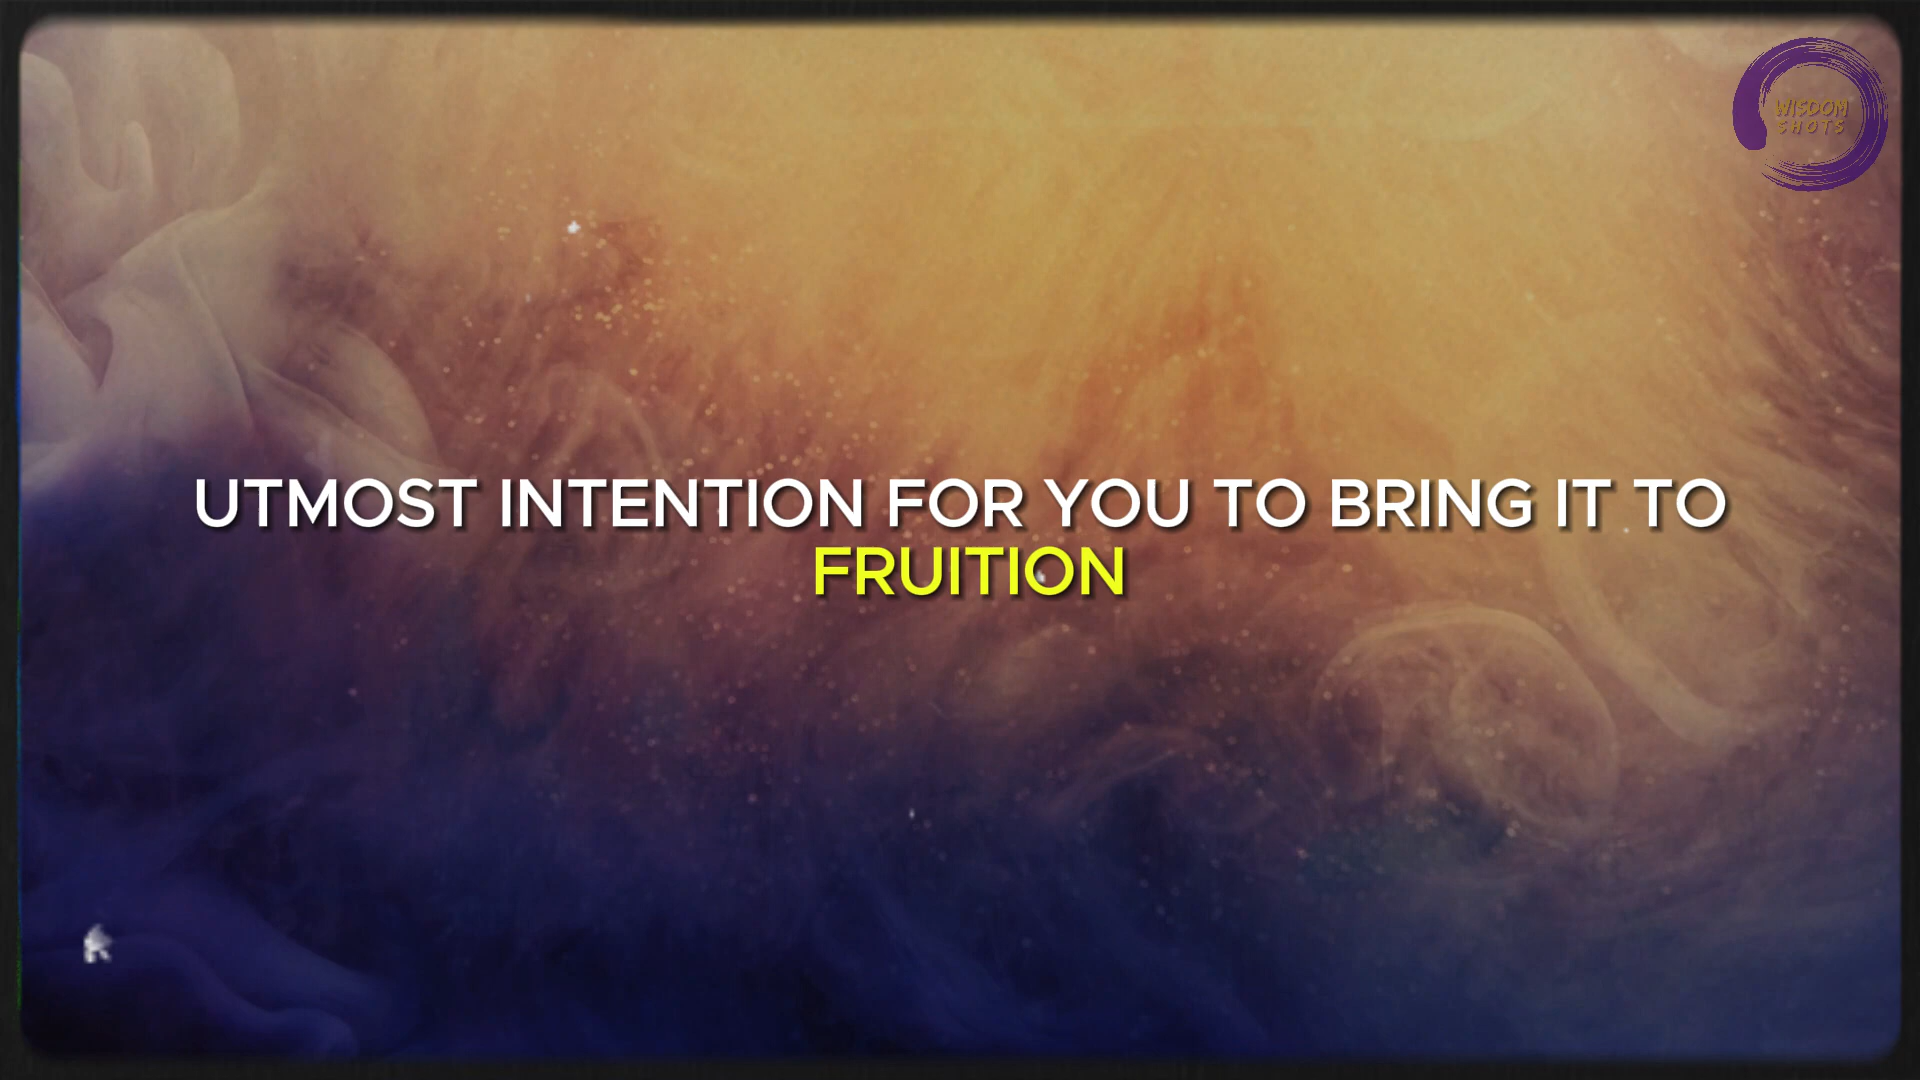 WISDOM
SHOTS
UTMOST INTENTION FOR YOU TO BRING IT TO
FRUITION